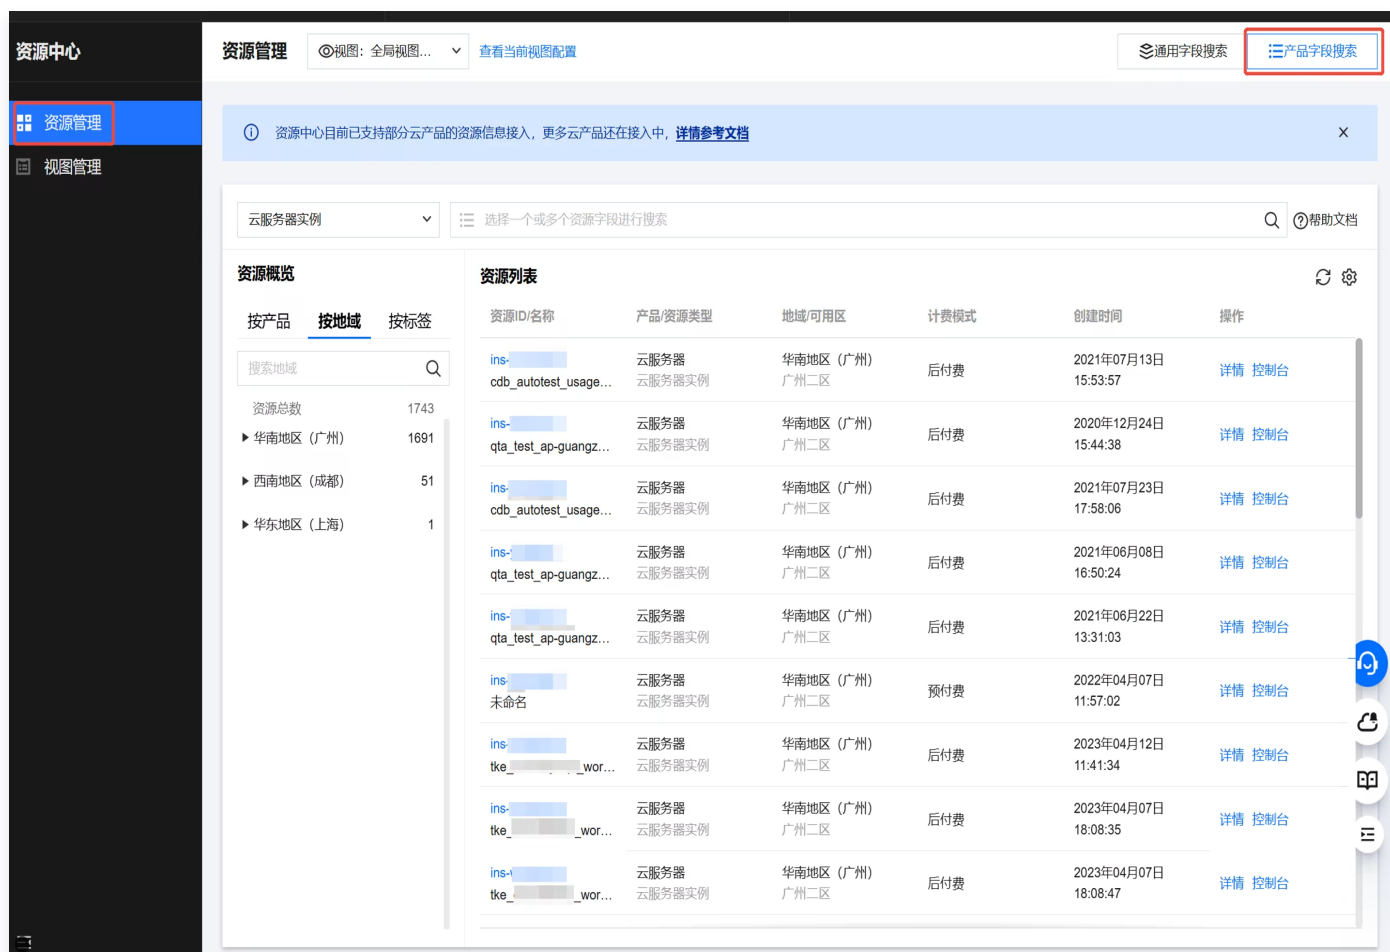 资源中心
资源管理
视图管理
资源管理
视图：全局视图...
查看当前视图配置
通用字段搜索
产品字段搜索
资源中心目前已支持部分云产品的资源信息接入，更多云产品还在接入中，详情参考文档
云服务器实例
选择一个或多个资源字段进行搜索
帮助文档
资源概览
按产品 按地域 按标签
搜索地域
资源总数 1743
华南地区（广州） 1691
西南地区（成都） 51
华东地区（上海） 1
资源列表
资源ID/名称 产品/资源类型 地域/可用区 计费模式 创建时间 操作
ins- 云服务器 华南地区（广州） 2021年07月13日
后付费 详情 控制台
cdb_autotest_usage... 云服务器实例 广州二区 15:53:57
ins- 云服务器 华南地区（广州） 2020年12月24日
后付费 详情 控制台
qta_test_ap-guangz... 云服务器实例 广州二区 15:44:38
ins- 云服务器 华南地区（广州） 2021年07月23日
后付费 详情 控制台
cdb_autotest_usage... 云服务器实例 广州二区 17:58:06
ins- 云服务器 华南地区（广州） 2021年06月08日
后付费 详情 控制台
qta_test_ap-guangz... 云服务器实例 广州二区 16:50:24
ins- 云服务器 华南地区（广州） 2021年06月22日
后付费 详情 控制台
qta_test_ap-guangz... 云服务器实例 广州二区 13:31:03
ins- 云服务器 华南地区（广州） 2022年04月07日
预付费 详情 控制台
未命名 云服务器实例 广州二区 11:57:02
ins- 云服务器 华南地区（广州） 2023年04月12日
后付费 详情 控制台
tke_ _wor... 云服务器实例 广州二区 11:41:34
ins- 云服务器 华南地区（广州） 2023年04月07日
后付费 详情 控制台
tke_ _wor... 云服务器实例 广州二区 18:08:35
ins- 云服务器 华南地区（广州） 2023年04月07日
后付费 详情 控制台
tke_ _wor... 云服务器实例 广州二区 18:08:47